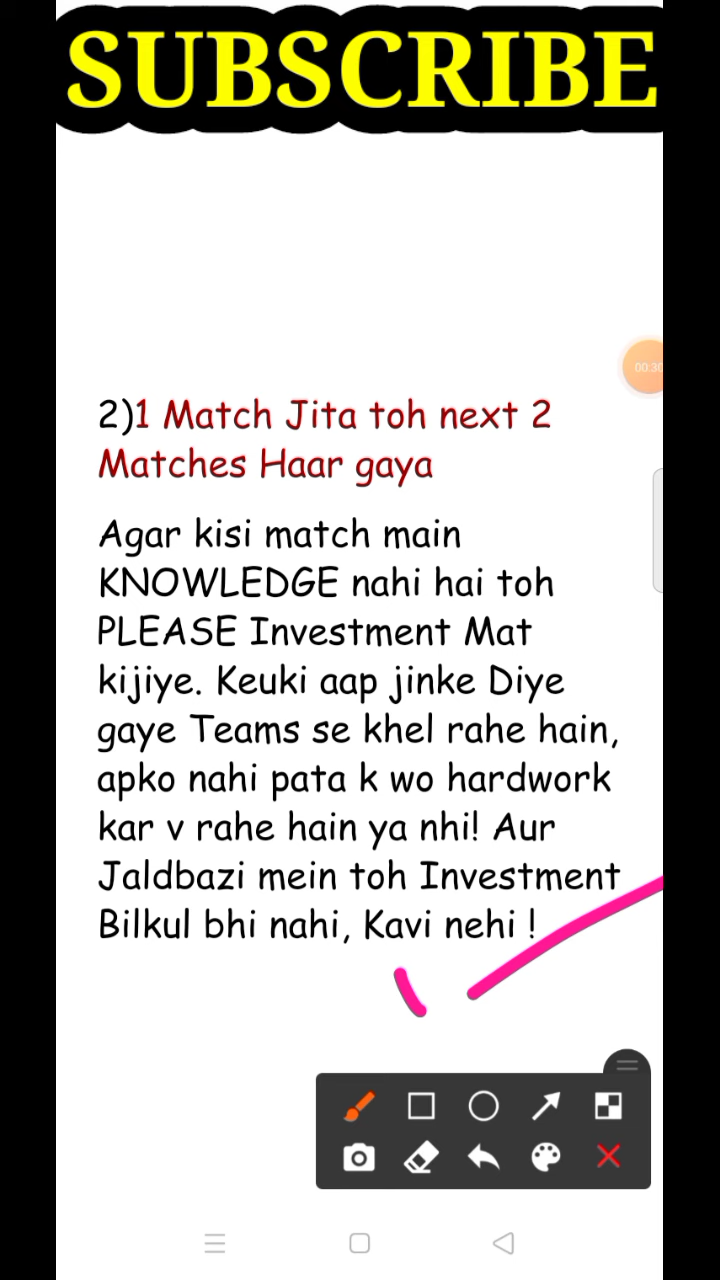 SUBSCRIBE
00:30
2)1 Match Jita toh next 2
Matches Haar gaya
Agar kisi match main
KNOWLEDGE nahi hai toh
PLEASE Investment Mat
kijiye. Keuki aap jinke Diye
gaye Teams se khel rahe hain,
apko nahi pata k wo hardwork
kar v rahe hain ya nhi! Aur
Jaldbazi mein toh Investment
Bilkul bhi nahi, Kavi nehi !